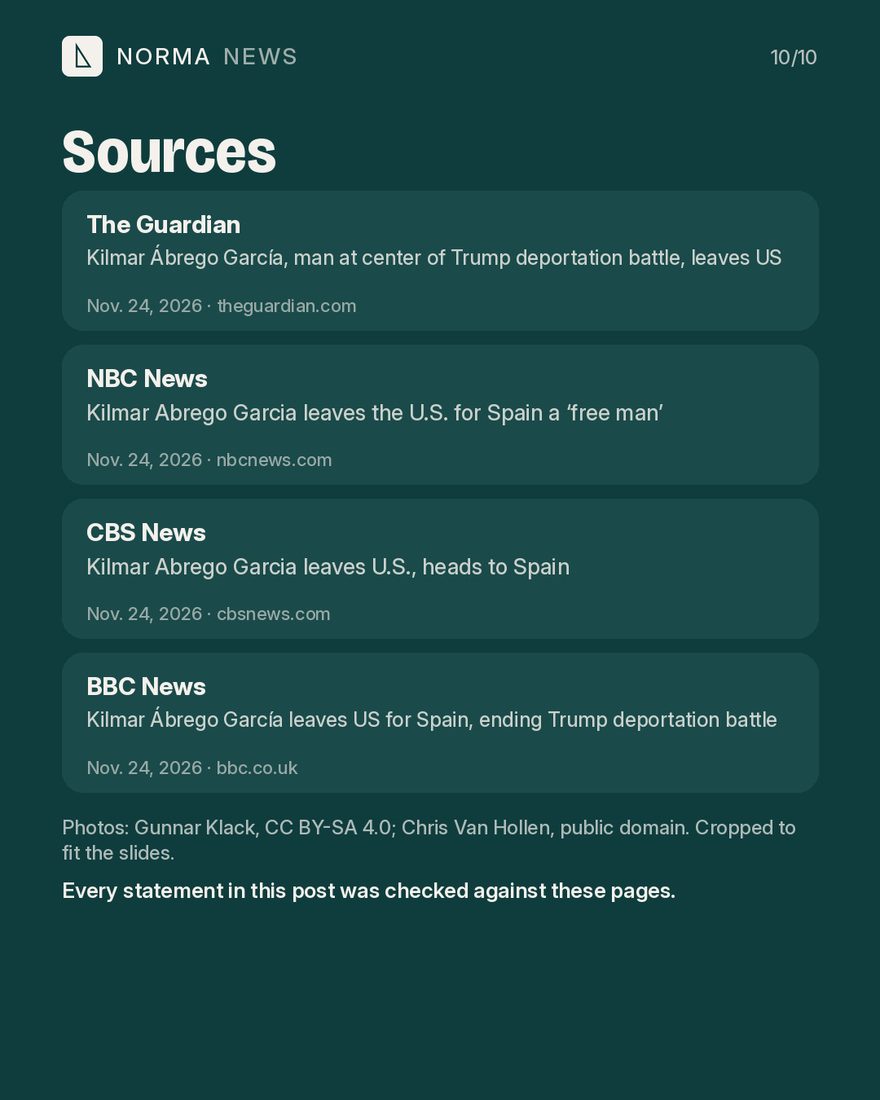 NORMA NEWS
10/10
Sources
The Guardian
Kilmar Ábrego García, man at center of Trump deportation battle, leaves US
Nov. 24, 2026 · theguardian.com
NBC News
Kilmar Abrego Garcia leaves the U.S. for Spain a ‘free man’
Nov. 24, 2026 · nbcnews.com
CBS News
Kilmar Abrego Garcia leaves U.S., heads to Spain
Nov. 24, 2026 · cbsnews.com
BBC News
Kilmar Ábrego García leaves US for Spain, ending Trump deportation battle
Nov. 24, 2026 · bbc.co.uk
Photos: Gunnar Klack, CC BY-SA 4.0; Chris Van Hollen, public domain. Cropped to
fit the slides.
Every statement in this post was checked against these pages.